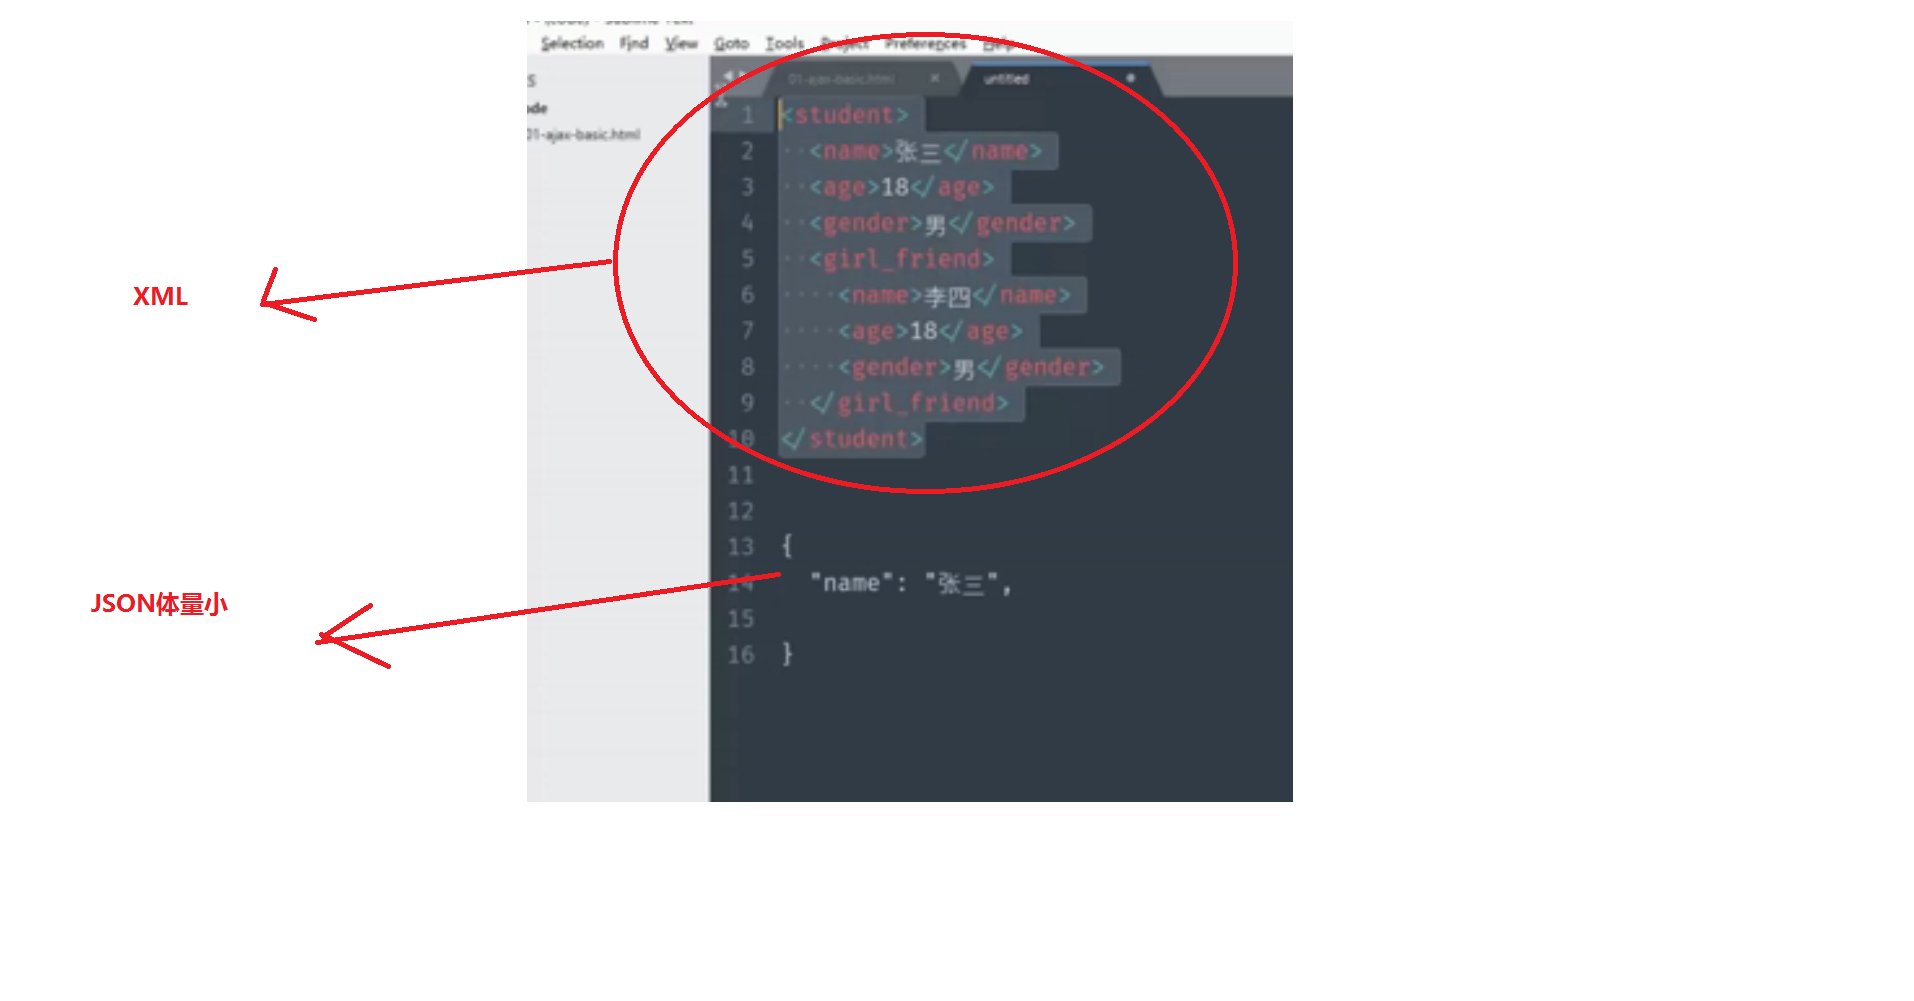 Selection Find View Goto Tools Project Preferences Help
01-ajax-basic.html × untitled
01-ajax-basic.html
1 <student>
2 <name>张三</name>
3 <age>18</age>
4 <gender>男</gender>
5 <girl_friend>
6 <name>李四</name>
7 <age>18</age>
8 <gender>男</gender>
9 </girl_friend>
10 </student>
11
12
13 {
14 "name": "张三",
15
16 }
XML
JSON体量小